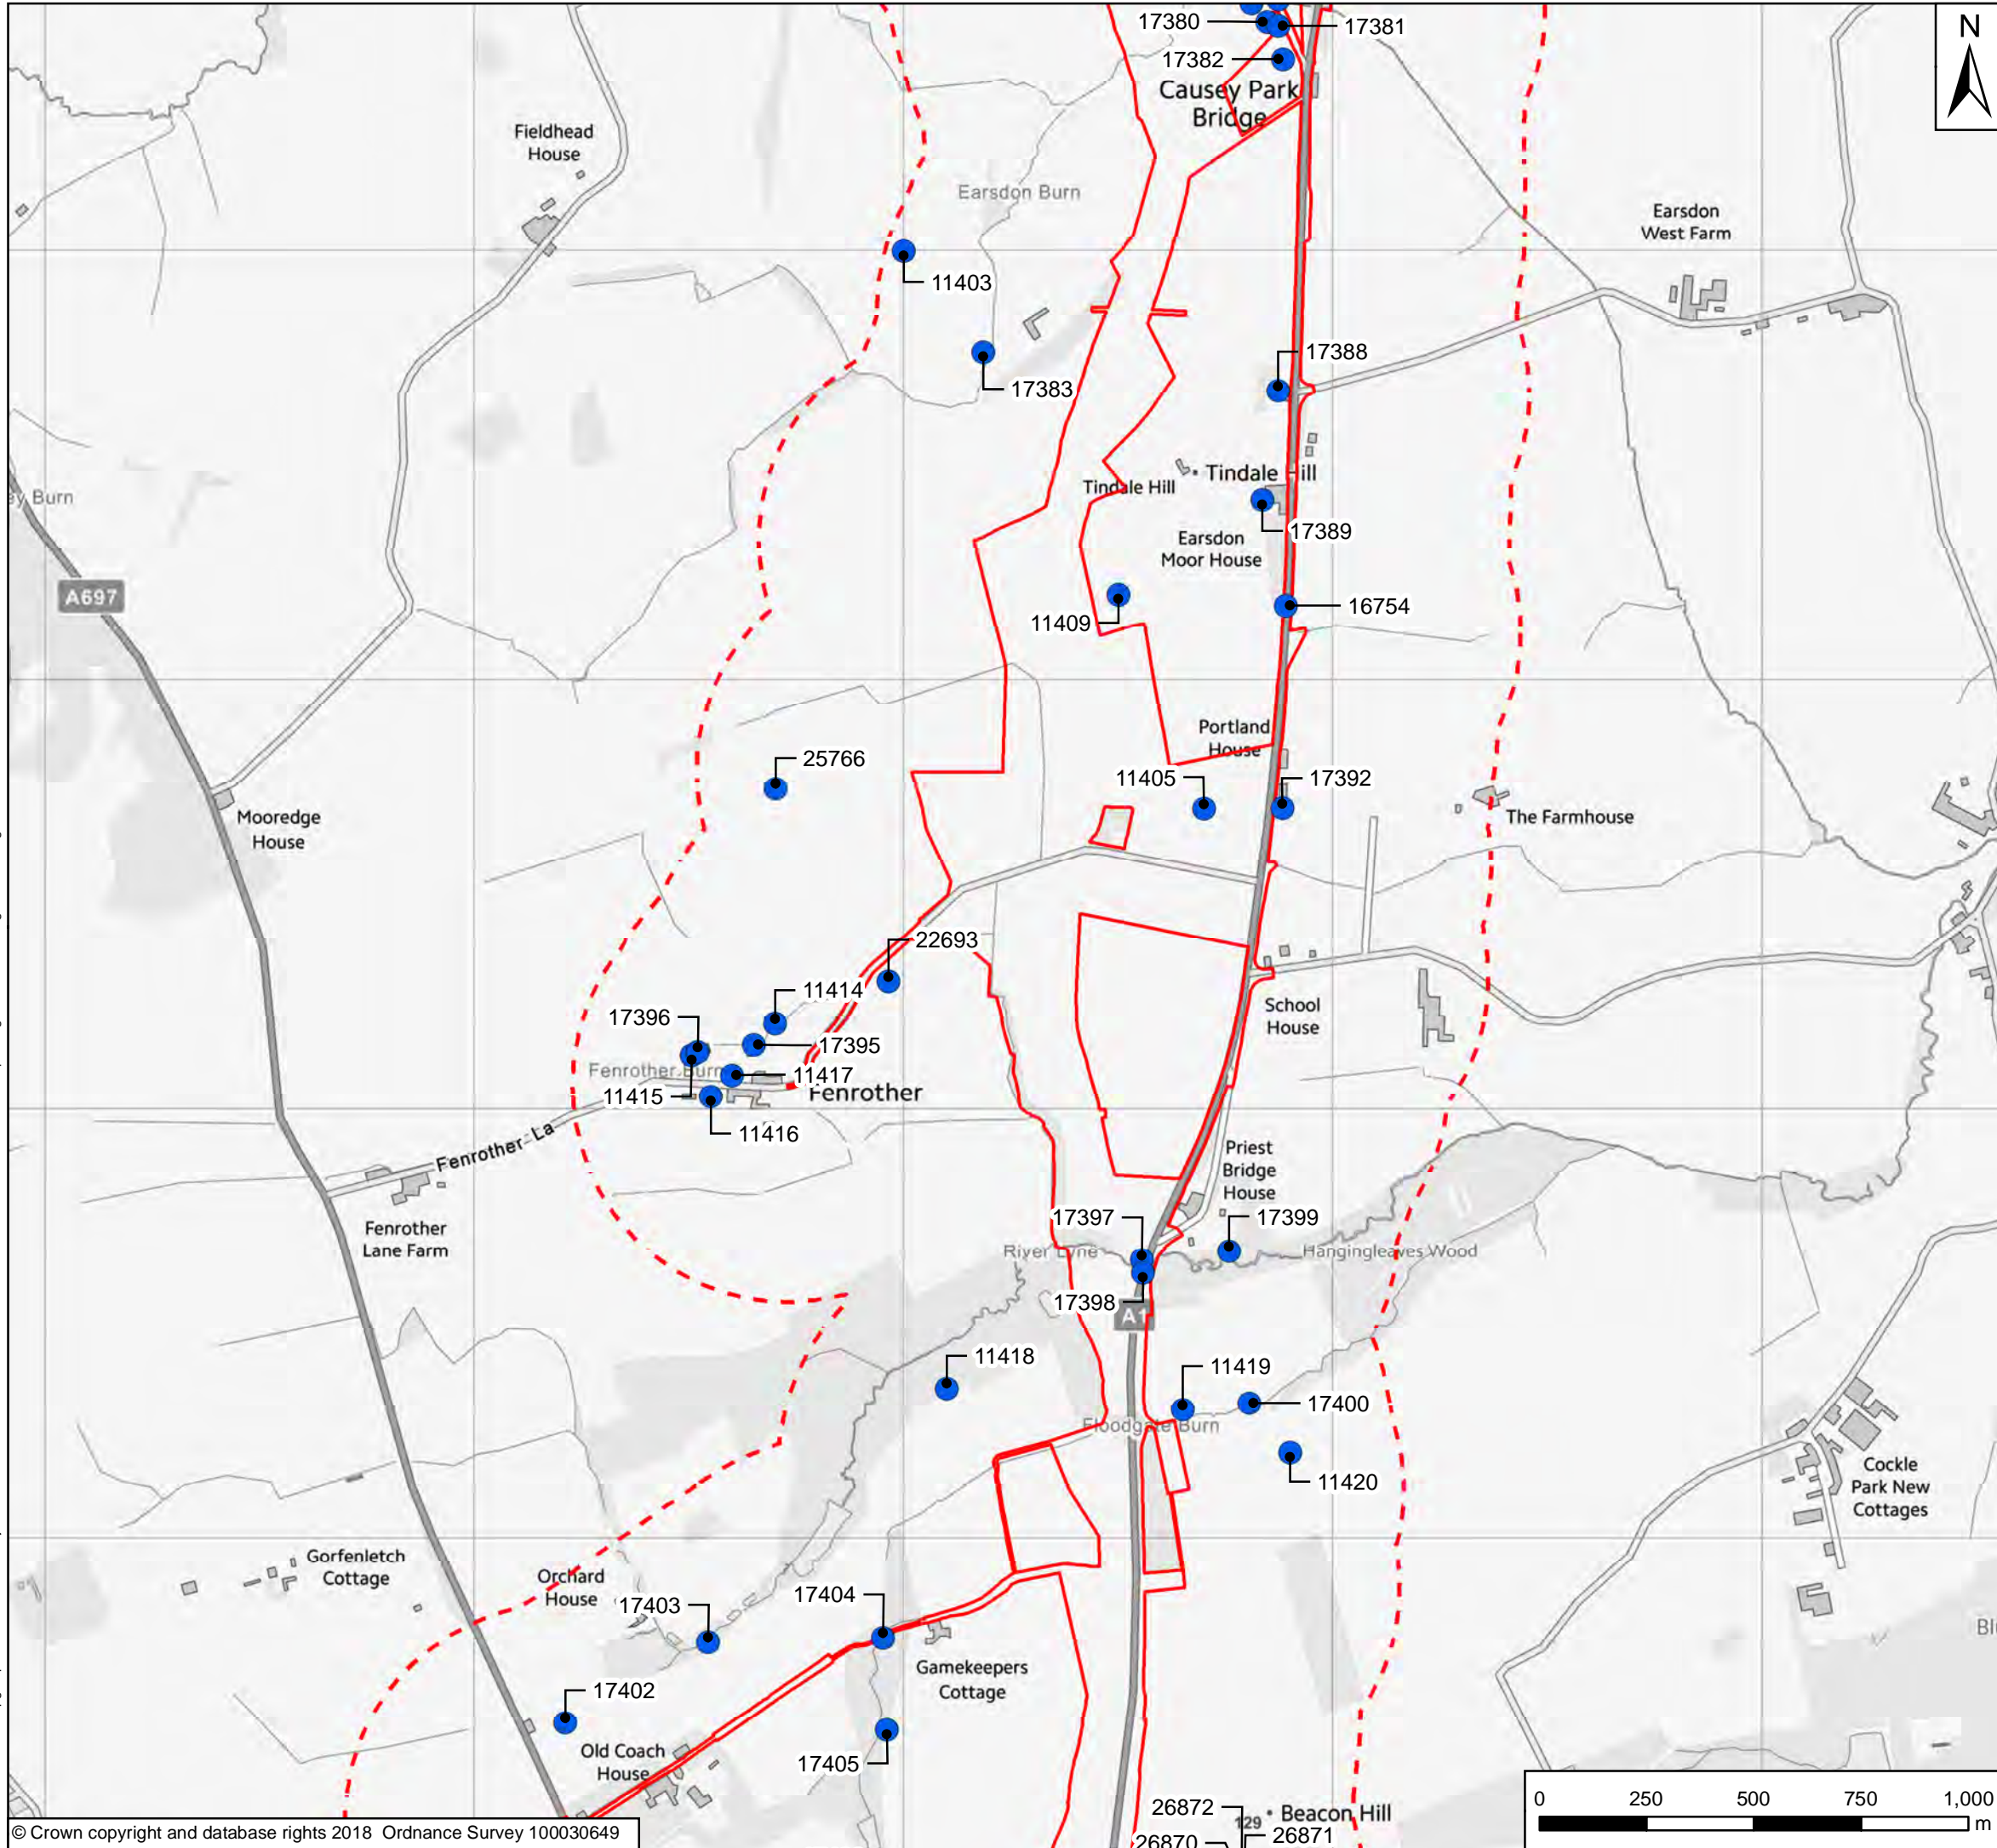 N
17380
17381
17382
Causey Park
Bridge
Fieldhead
House
Earsdon Burn
Earsdon
West Farm
11403
17388
17383
Tindale Hill
Tindale Hill
ey Burn
17389
Earsdon
Moor House
A697
16754
11409
Portland
House
25766
11405
17392
Mooredge
House
The Farmhouse
22693
11414
17396
17395
School
House
Fenrother Burn
11417
Fenrother
11415
11416
Fenrother La
Priest
Bridge
House
17397
17399
Fenrother
Lane Farm
River Lyne
Hangingleaves Wood
17398
A1
11418
11419
17400
Floodgate Burn
11420
Cockle
Park New
Cottages
Gorfenletch
Cottage
Orchard
House
17404
17403
Gamekeepers
Cottage
17402
Old Coach
House
17405
26872
129 Beacon Hill
26871
26870
0 250 500 750 1,000
m
© Crown copyright and database rights 2018 Ordnance Survey 100030649